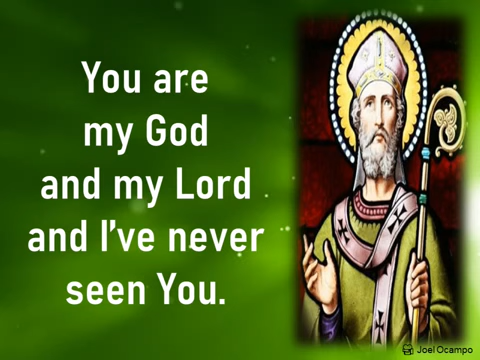 You are
my God
and my Lord
and I've never
seen You.
Joel Ocampo